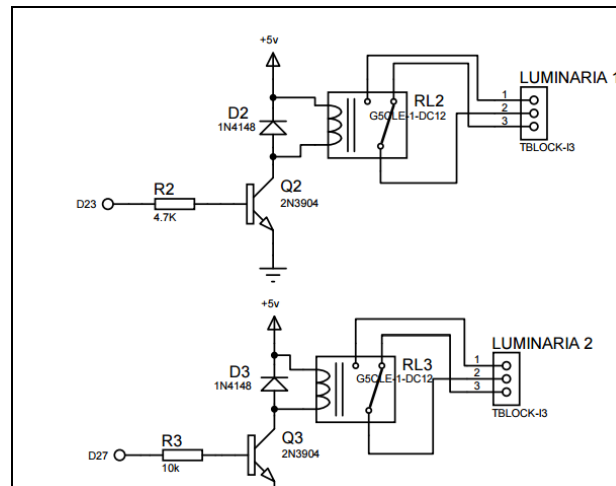 +5v
LUMINARIA 1
RL2
D2
G5CLE-1-DC12
1N4148
1
2
3
TBLOCK-I3
Q2
R2
2N3904
D23
4.7K
+5v
LUMINARIA 2
RL3
D3
G5CLE-1-DC12
1N4148
1
2
3
TBLOCK-I3
Q3
R3
2N3904
D27
10k